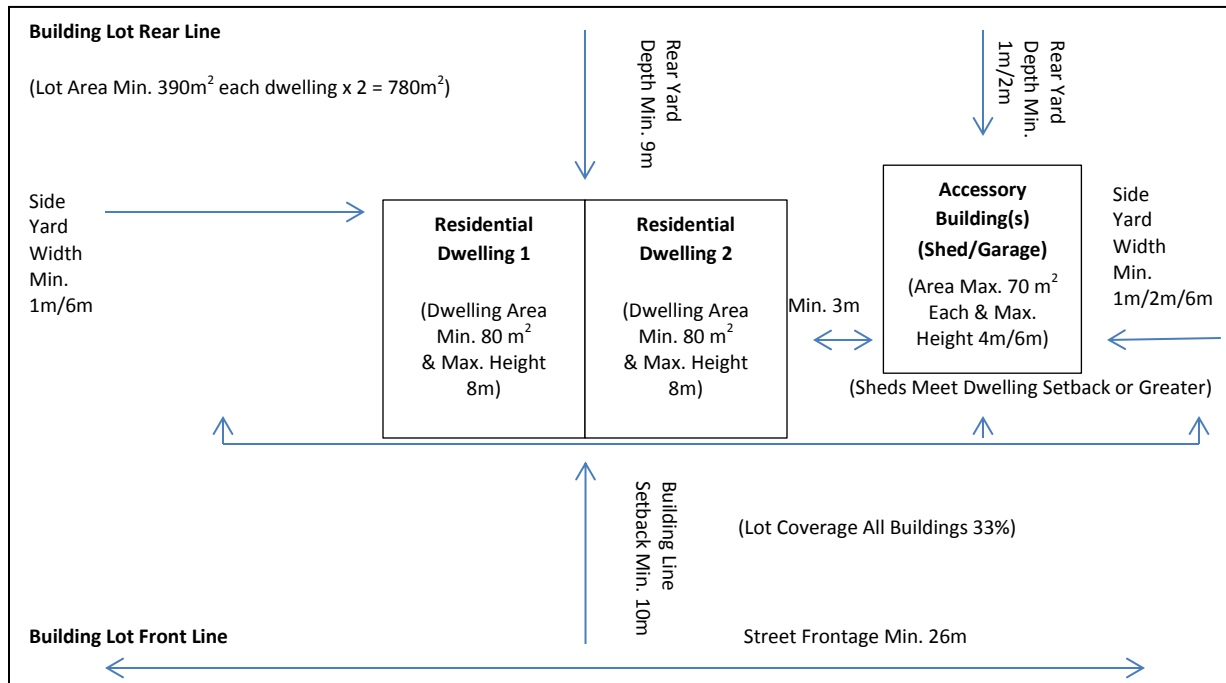 Building Lot Rear Line
(Lot Area Min. 390m² each dwelling x 2 = 780m²)
Rear Yard
Depth Min. 9m
Rear Yard
Depth Min.
1m/2m
Side
Yard
Width
Min.
1m/6m
Residential
Dwelling 1
(Dwelling Area
Min. 80 m²
& Max. Height
8m)
Residential
Dwelling 2
(Dwelling Area
Min. 80 m²
& Max. Height
8m)
Min. 3m
Accessory
Building(s)
(Shed/Garage)
(Area Max. 70 m²
Each & Max.
Height 4m/6m)
Side
Yard
Width
Min.
1m/2m/6m
(Sheds Meet Dwelling Setback or Greater)
Building Line
Setback Min. 10m
(Lot Coverage All Buildings 33%)
Building Lot Front Line
Street Frontage Min. 26m